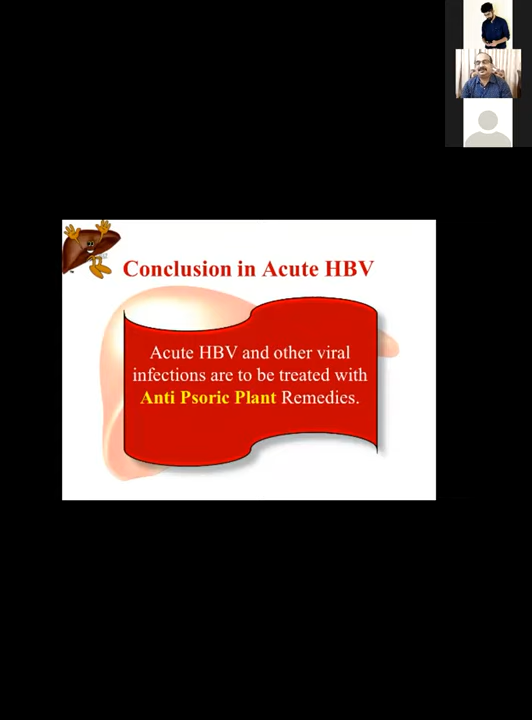 Conclusion in Acute HBV
Acute HBV and other viral
infections are to be treated with
Anti Psoric Plant Remedies.